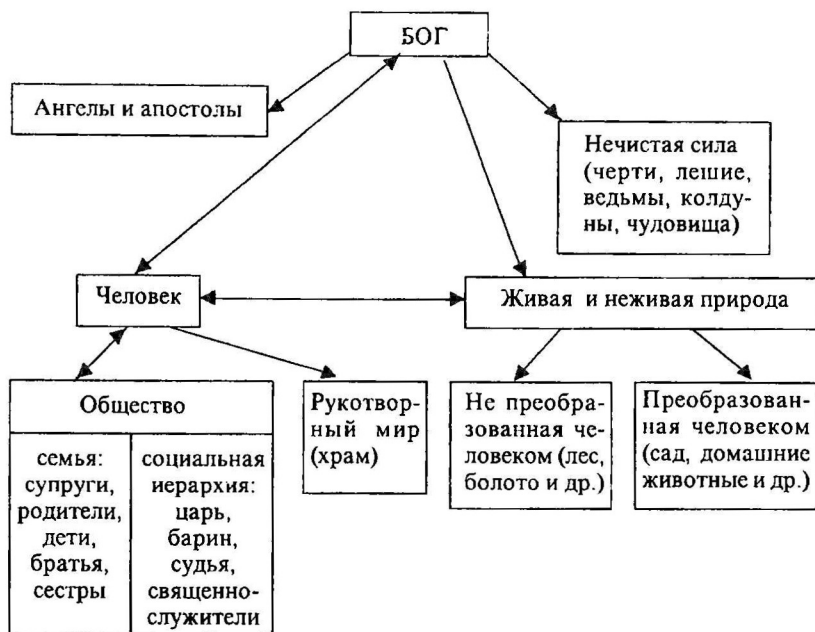 БОГ
Ангелы и апостолы
Нечистая сила
(черти, лешие,
ведьмы, колду-
ны, чудовища)
Человек
Живая и неживая природа
Общество
семья:
супруги,
родители,
дети,
братья,
сестры
социальная
иерархия:
царь,
барин,
судья,
священно-
служители
Рукотвор-
ный мир
(храм)
Не преобра-
зованная че-
ловеком (лес,
болото и др.)
Преобразован-
ная человеком
(сад, домашние
животные и др.)